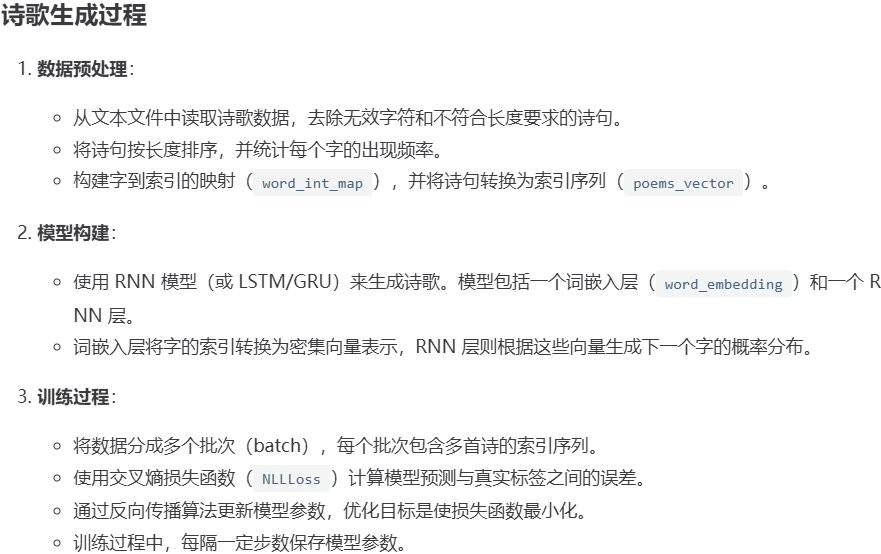 诗歌生成过程
1. 数据预处理：
从文本文件中读取诗歌数据，去除无效字符和不符合长度要求的诗句。
将诗句按长度排序，并统计每个字的出现频率。
构建字到索引的映射（word_int_map），并将诗句转换为索引序列（poems_vector）。
2. 模型构建：
使用 RNN 模型（或 LSTM/GRU）来生成诗歌。模型包括一个词嵌入层（word_embedding）和一个 R
NN 层。
词嵌入层将字的索引转换为密集向量表示，RNN 层则根据这些向量生成下一个字的概率分布。
3. 训练过程：
将数据分成多个批次（batch），每个批次包含多首诗的索引序列。
使用交叉熵损失函数（NLLLoss）计算模型预测与真实标签之间的误差。
通过反向传播算法更新模型参数，优化目标是使损失函数最小化。
训练过程中，每隔一定步数保存模型参数。